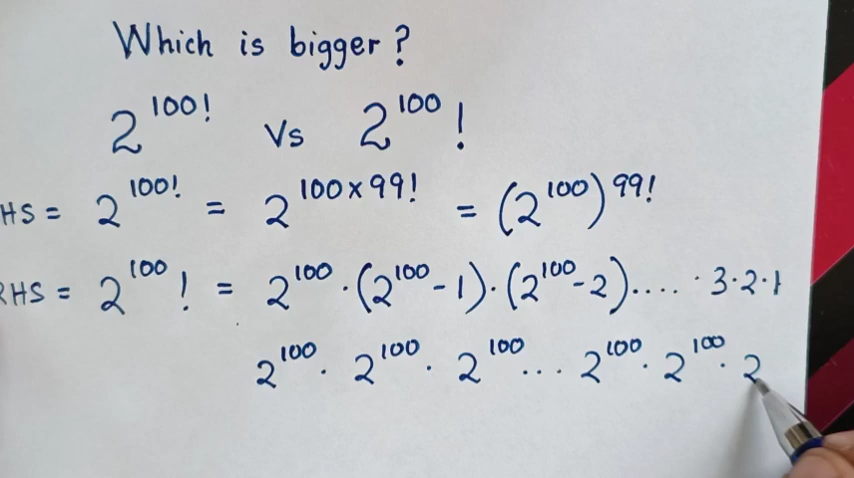 Which is bigger?
2^100! Vs 2^100!
HS = 2^100! = 2^100×99! = (2^100)^99!
RHS = 2^100! = 2^100·(2^100-1)·(2^100-2)....·3·2·1
2^100·2^100·2^100...2^100·2^100·2